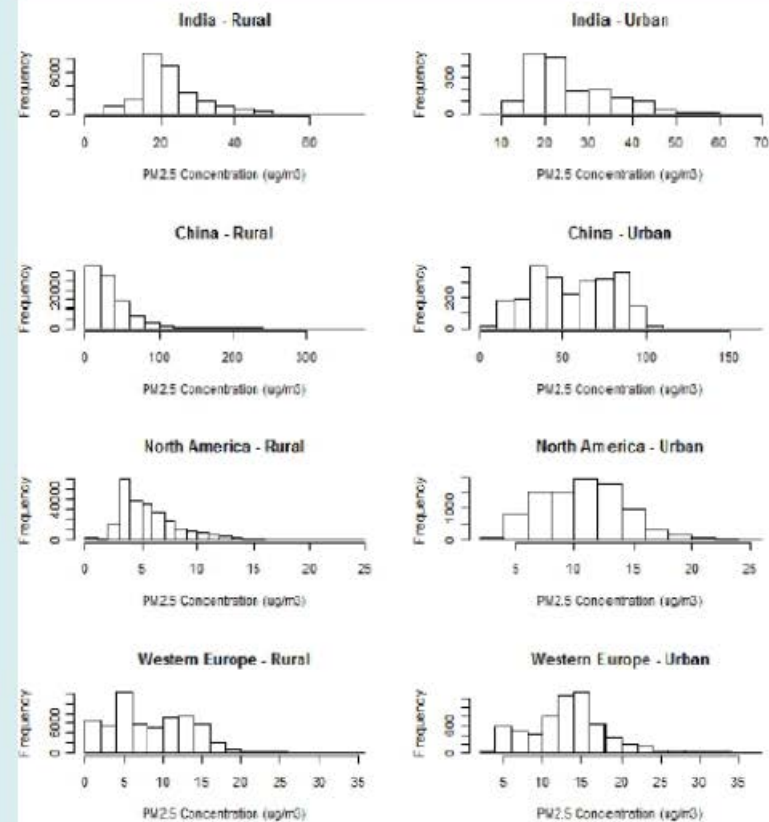 India - Rural
Frequency
0 6000
0 20 40 60
PM2.5 Concentration (ug/m3)
India - Urban
Frequency
0 300
10 20 30 40 50 60 70
PM2.5 Concentration (ug/m3)
China - Rural
Frequency
0 20000
0 100 200 300
PM2.5 Concentration (ug/m3)
China - Urban
Frequency
0 200
0 50 100 150
PM2.5 Concentration (ug/m3)
North America - Rural
Frequency
0 40000
0 5 10 15 20 25
PM2.5 Concentration (ug/m3)
North America - Urban
Frequency
0 1000
5 10 15 20 25
PM2.5 Concentration (ug/m3)
Western Europe - Rural
Frequency
0 6000
0 5 10 15 20 25 30 35
PM2.5 Concentration (ug/m3)
Western Europe - Urban
Frequency
0 600
5 10 15 20 25 30 35
PM2.5 Concentration (ug/m3)